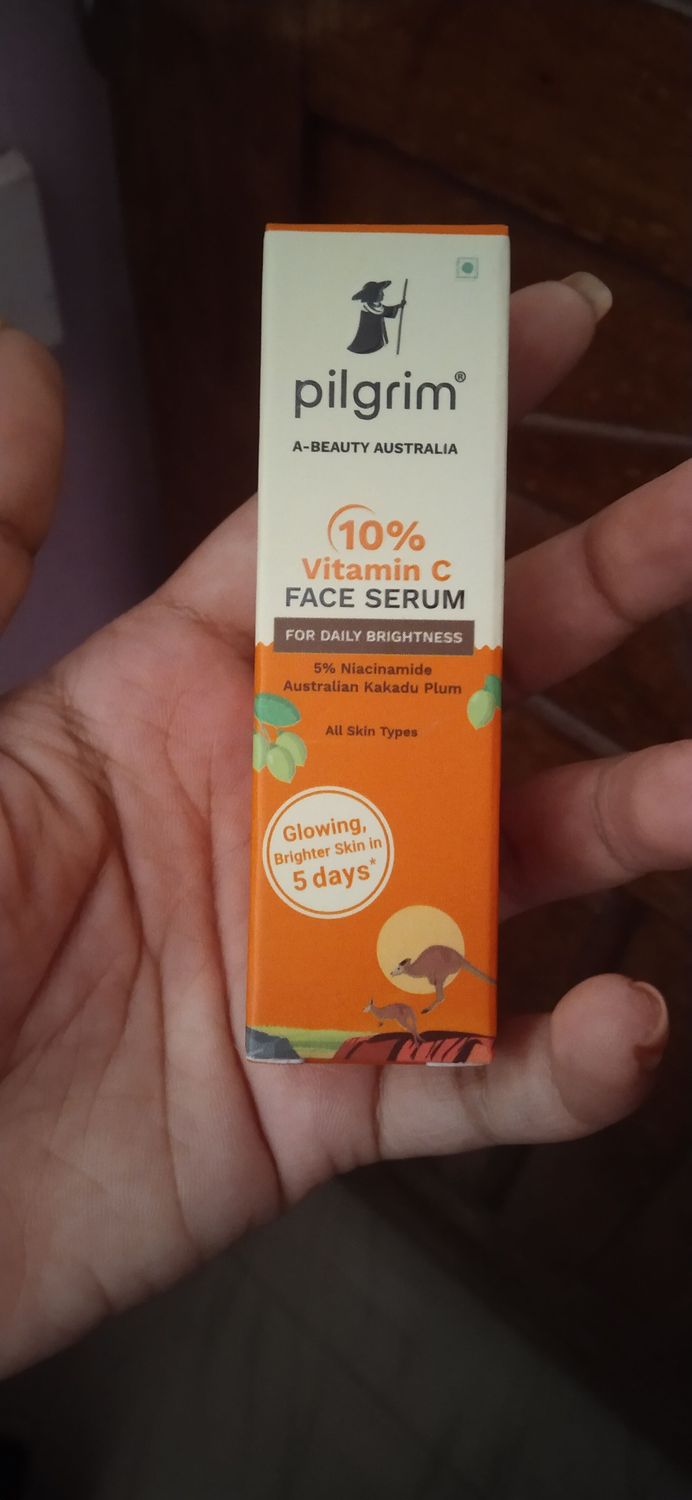 pilgrim®
A-BEAUTY AUSTRALIA
10%
Vitamin C
FACE SERUM
FOR DAILY BRIGHTNESS
5% Niacinamide
Australian Kakadu Plum
All Skin Types
Glowing,
Brighter Skin in
5 days*